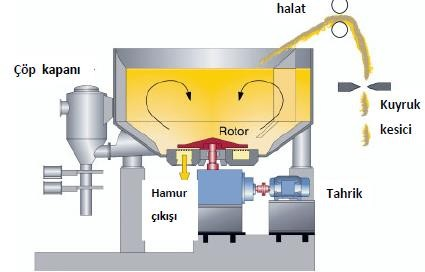 halat
Çöp kapanı
Kuyruk
kesici
Rotor
Hamur
çıkışı
Tahrik